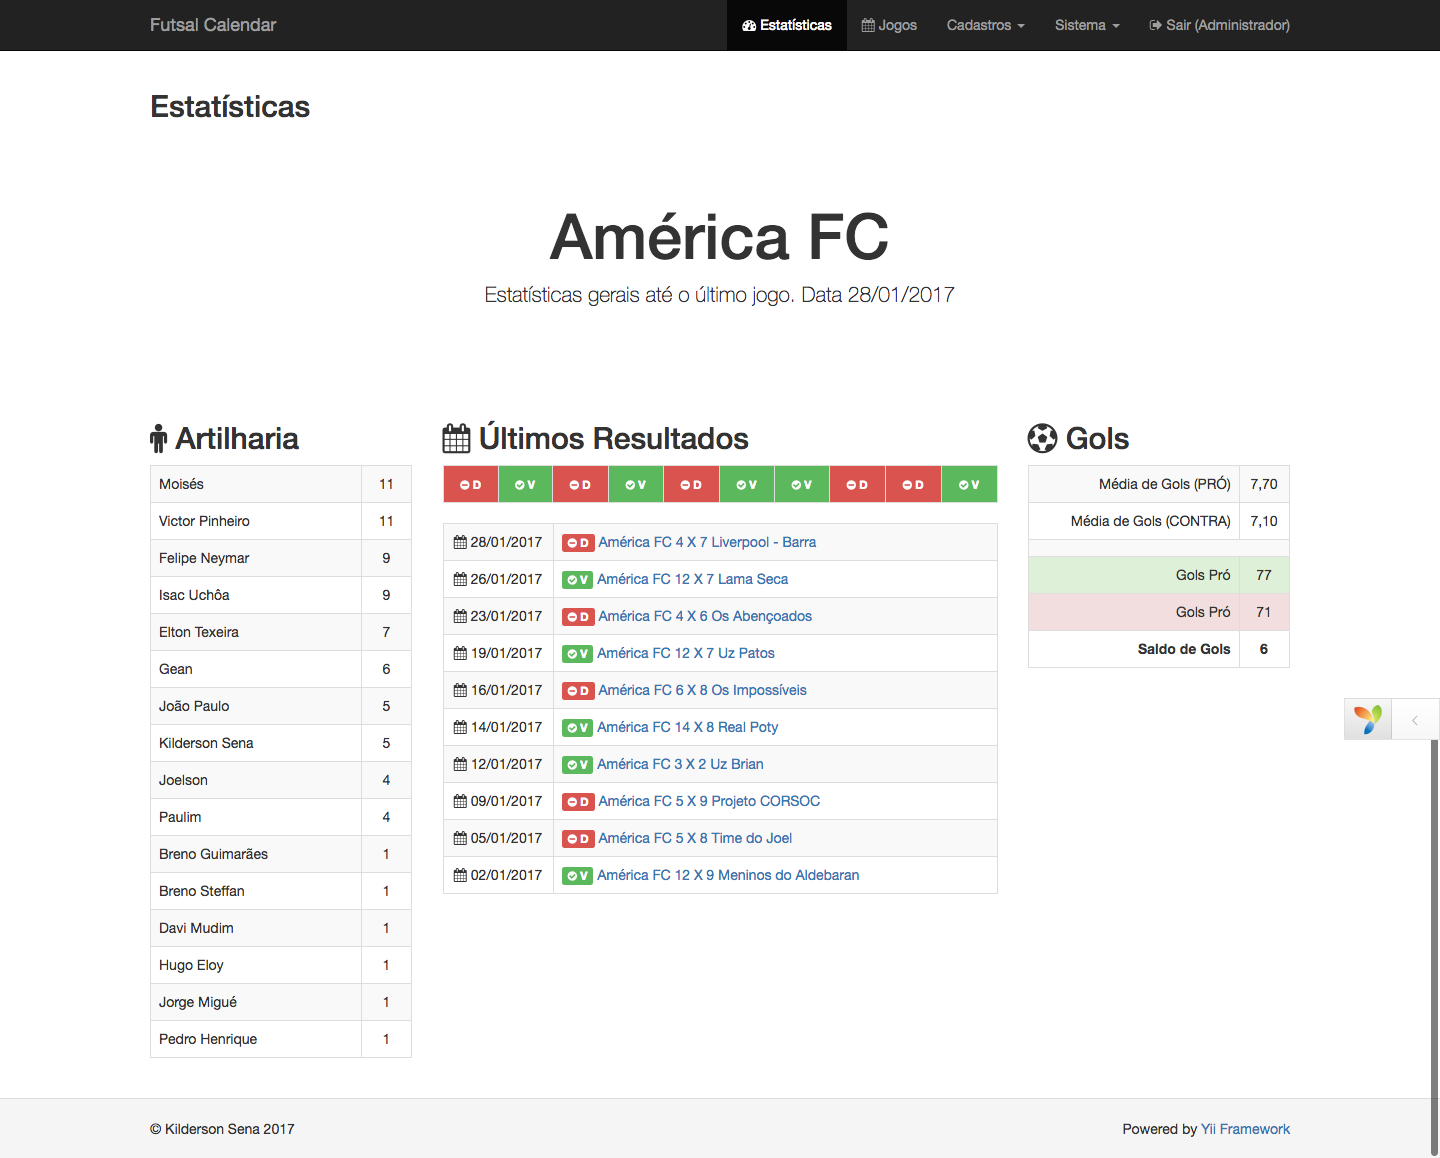 Futsal Calendar
Estatísticas
Jogos
Cadastros
Sistema
Sair (Administrador)
Estatísticas
América FC
Estatísticas gerais até o último jogo. Data 28/01/2017
Artilharia
Moisés 11
Victor Pinheiro 11
Felipe Neymar 9
Isac Uchôa 9
Elton Texeira 7
Gean 6
João Paulo 5
Kilderson Sena 5
Joelson 4
Paulim 4
Breno Guimarães 1
Breno Steffan 1
Davi Mudim 1
Hugo Eloy 1
Jorge Migué 1
Pedro Henrique 1
Últimos Resultados
D V D V D V V D D V
28/01/2017 D América FC 4 X 7 Liverpool - Barra
26/01/2017 V América FC 12 X 7 Lama Seca
23/01/2017 D América FC 4 X 6 Os Abençoados
19/01/2017 V América FC 12 X 7 Uz Patos
16/01/2017 D América FC 6 X 8 Os Impossíveis
14/01/2017 V América FC 14 X 8 Real Poty
12/01/2017 V América FC 3 X 2 Uz Brian
09/01/2017 D América FC 5 X 9 Projeto CORSOC
05/01/2017 D América FC 5 X 8 Time do Joel
02/01/2017 V América FC 12 X 9 Meninos do Aldebaran
Gols
Média de Gols (PRÓ) 7,70
Média de Gols (CONTRA) 7,10
Gols Pró 77
Gols Pró 71
Saldo de Gols 6
© Kilderson Sena 2017
Powered by Yii Framework